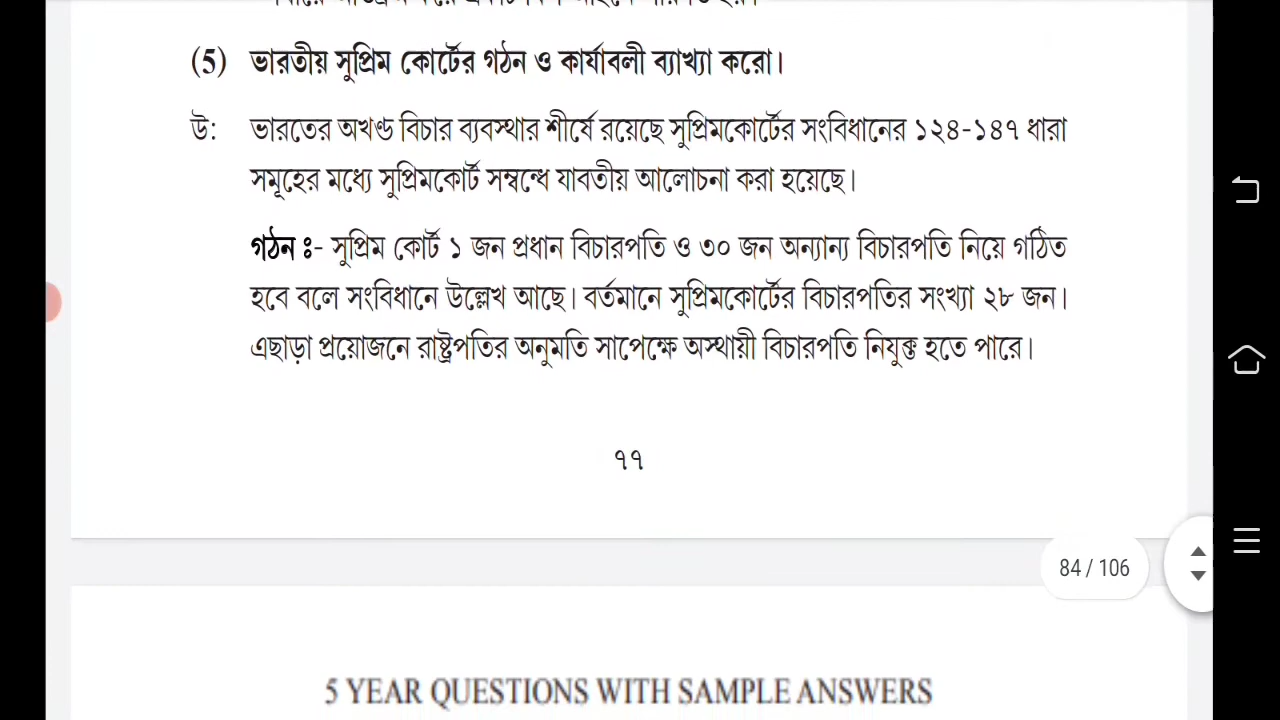 (5) ভারতীয় সুপ্রিম কোর্টের গঠন ও কার্যাবলী ব্যাখ্যা করো।
উ: ভারতের অখণ্ড বিচার ব্যবস্থার শীর্ষে রয়েছে সুপ্রিমকোর্টের সংবিধানের ১২৪-১৪৭ ধারা
সমূহের মধ্যে সুপ্রিমকোর্ট সম্বন্ধে যাবতীয় আলোচনা করা হয়েছে।
গঠন ঃ- সুপ্রিম কোর্ট ১ জন প্রধান বিচারপতি ও ৩০ জন অন্যান্য বিচারপতি নিয়ে গঠিত
হবে বলে সংবিধানে উল্লেখ আছে। বর্তমানে সুপ্রিমকোর্টের বিচারপতির সংখ্যা ২৮ জন।
এছাড়া প্রয়োজনে রাষ্ট্রপতির অনুমতি সাপেক্ষে অস্থায়ী বিচারপতি নিযুক্ত হতে পারে।
৭৭
84 / 106
5 YEAR QUESTIONS WITH SAMPLE ANSWERS